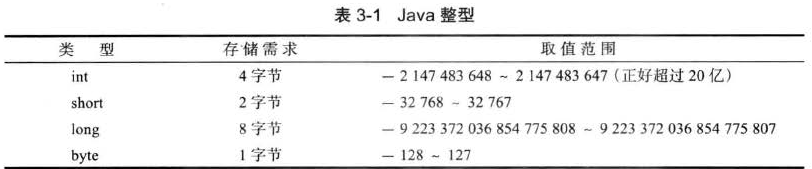 表 3-1 Java 整型
类 型 存储需求 取值范围
int 4 字节 — 2 147 483 648 ~ 2 147 483 647 (正好超过 20 亿)
short 2 字节 — 32 768 ~ 32 767
long 8 字节 — 9 223 372 036 854 775 808 ~ 9 223 372 036 854 775 807
byte 1 字节 — 128 ~ 127